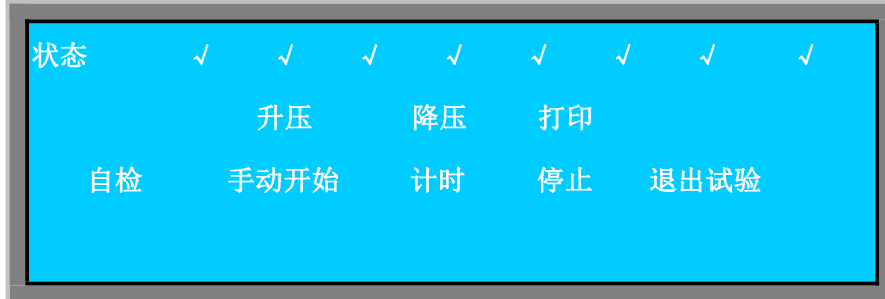 状态 √ √ √ √ √ √ √ √
升压 降压 打印
自检 手动开始 计时 停止 退出试验